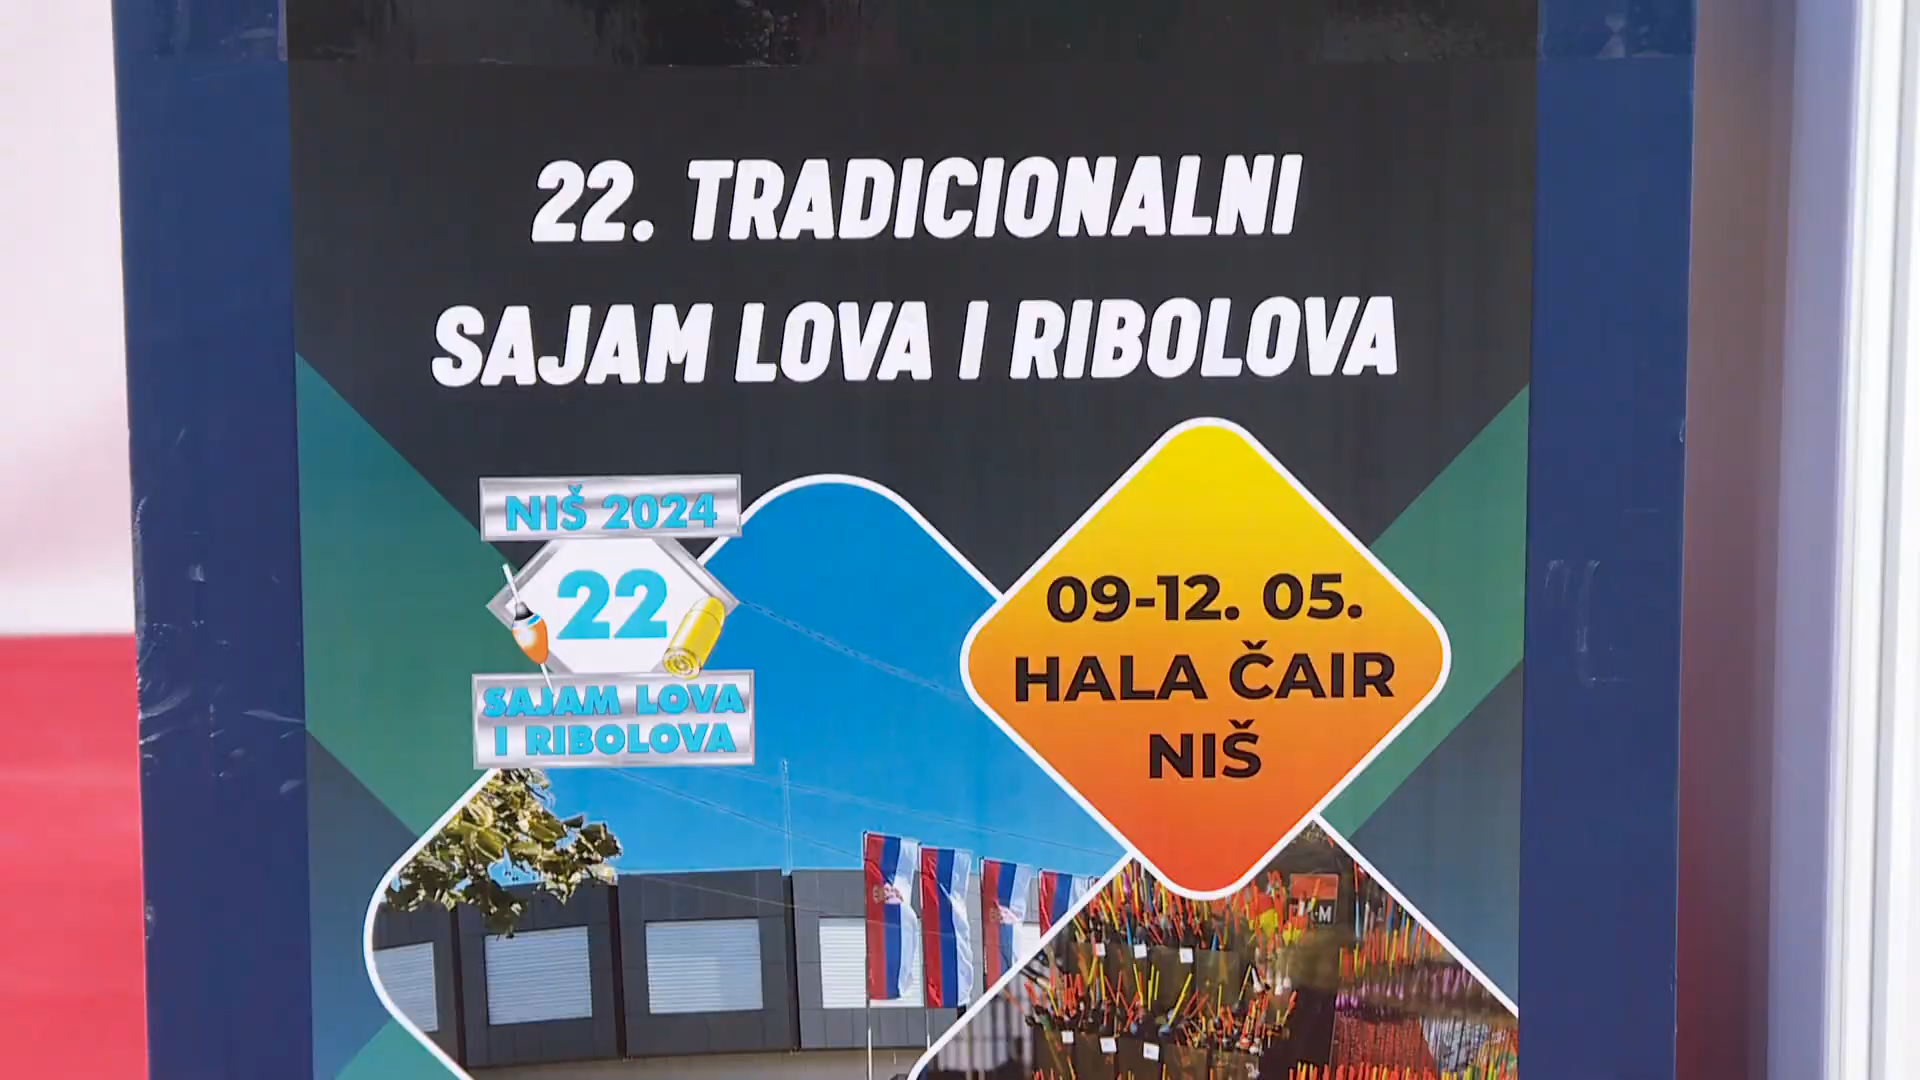 22. TRADICIONALNI
SAJAM LOVA I RIBOLOVA
NIŠ 2024
22
SAJAM LOVA
I RIBOLOVA
09-12. 05.
HALA ČAIR
NIŠ